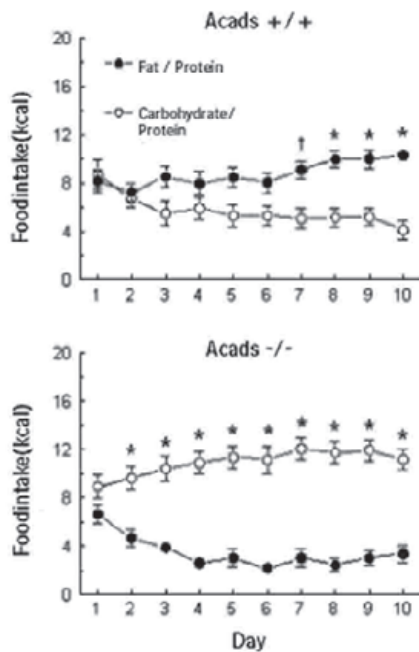 Acads +/+
20
Fat / Protein
16
Carbohydrate/
Protein
12
† * * *
8
4
0
1 2 3 4 5 6 7 8 9 10
Foodintake(kcal)
Acads -/-
20
16
* * * * * * * * *
12
8
4
0
1 2 3 4 5 6 7 8 9 10
Foodintake(kcal)
Day